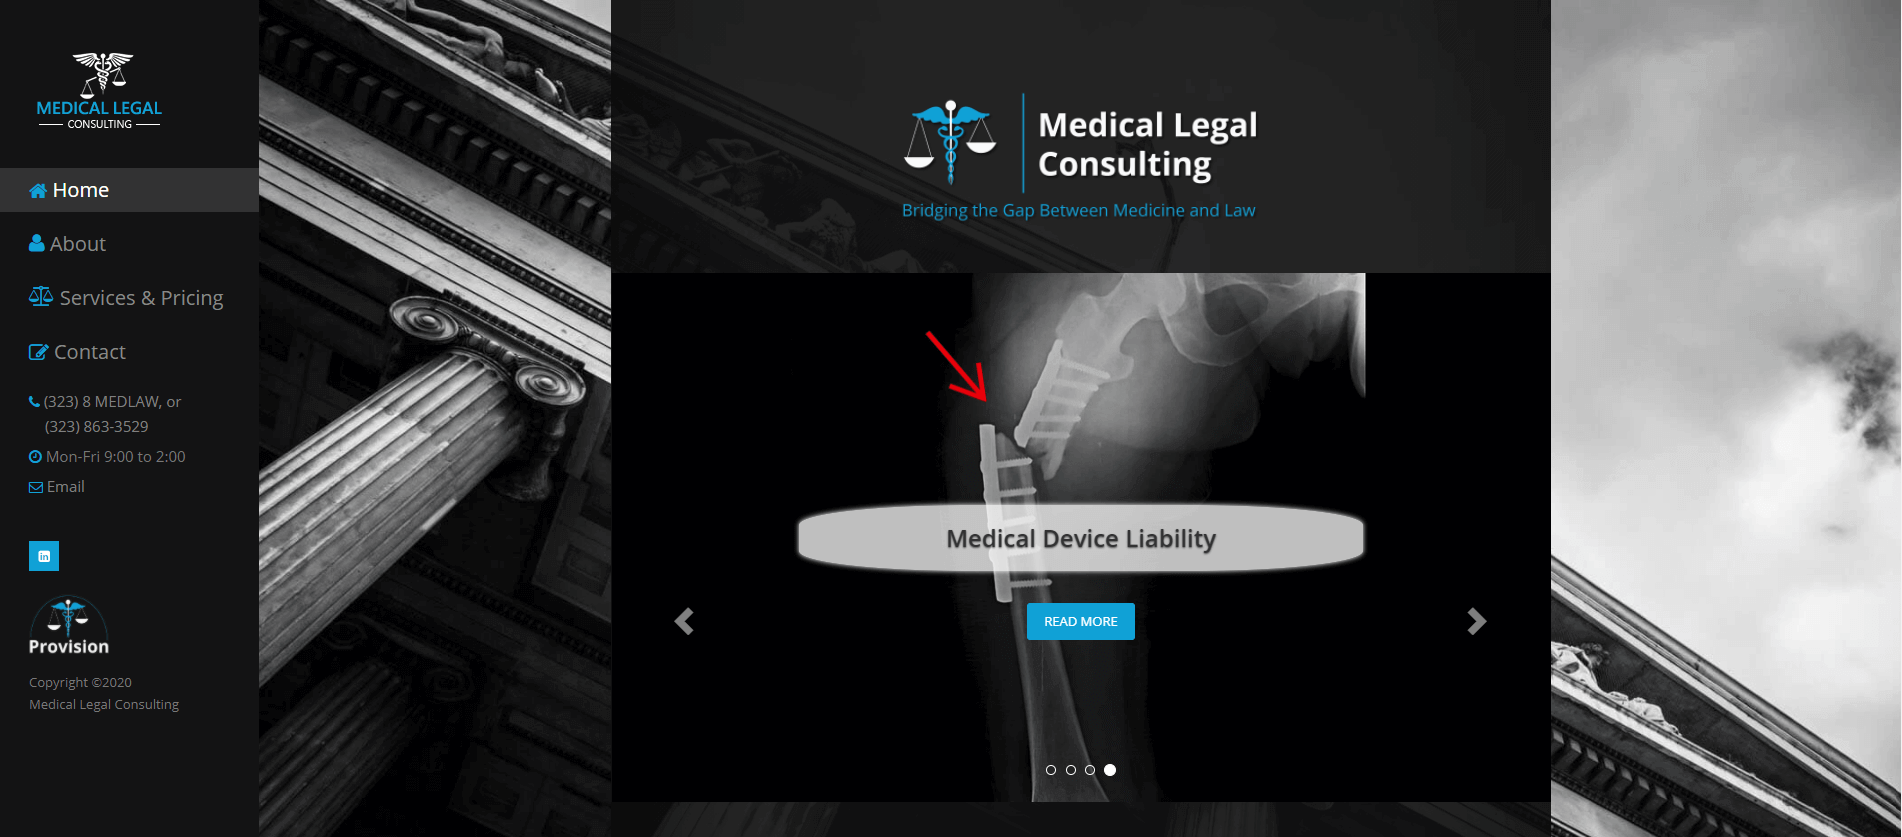 MEDICAL LEGAL
CONSULTING
Home
About
Services & Pricing
Contact
(323) 8 MEDLAW, or
(323) 863-3529
Mon-Fri 9:00 to 2:00
Email
in
Provision
Copyright ©2020
Medical Legal Consulting
Medical Legal
Consulting
Bridging the Gap Between Medicine and Law
Medical Device Liability
READ MORE